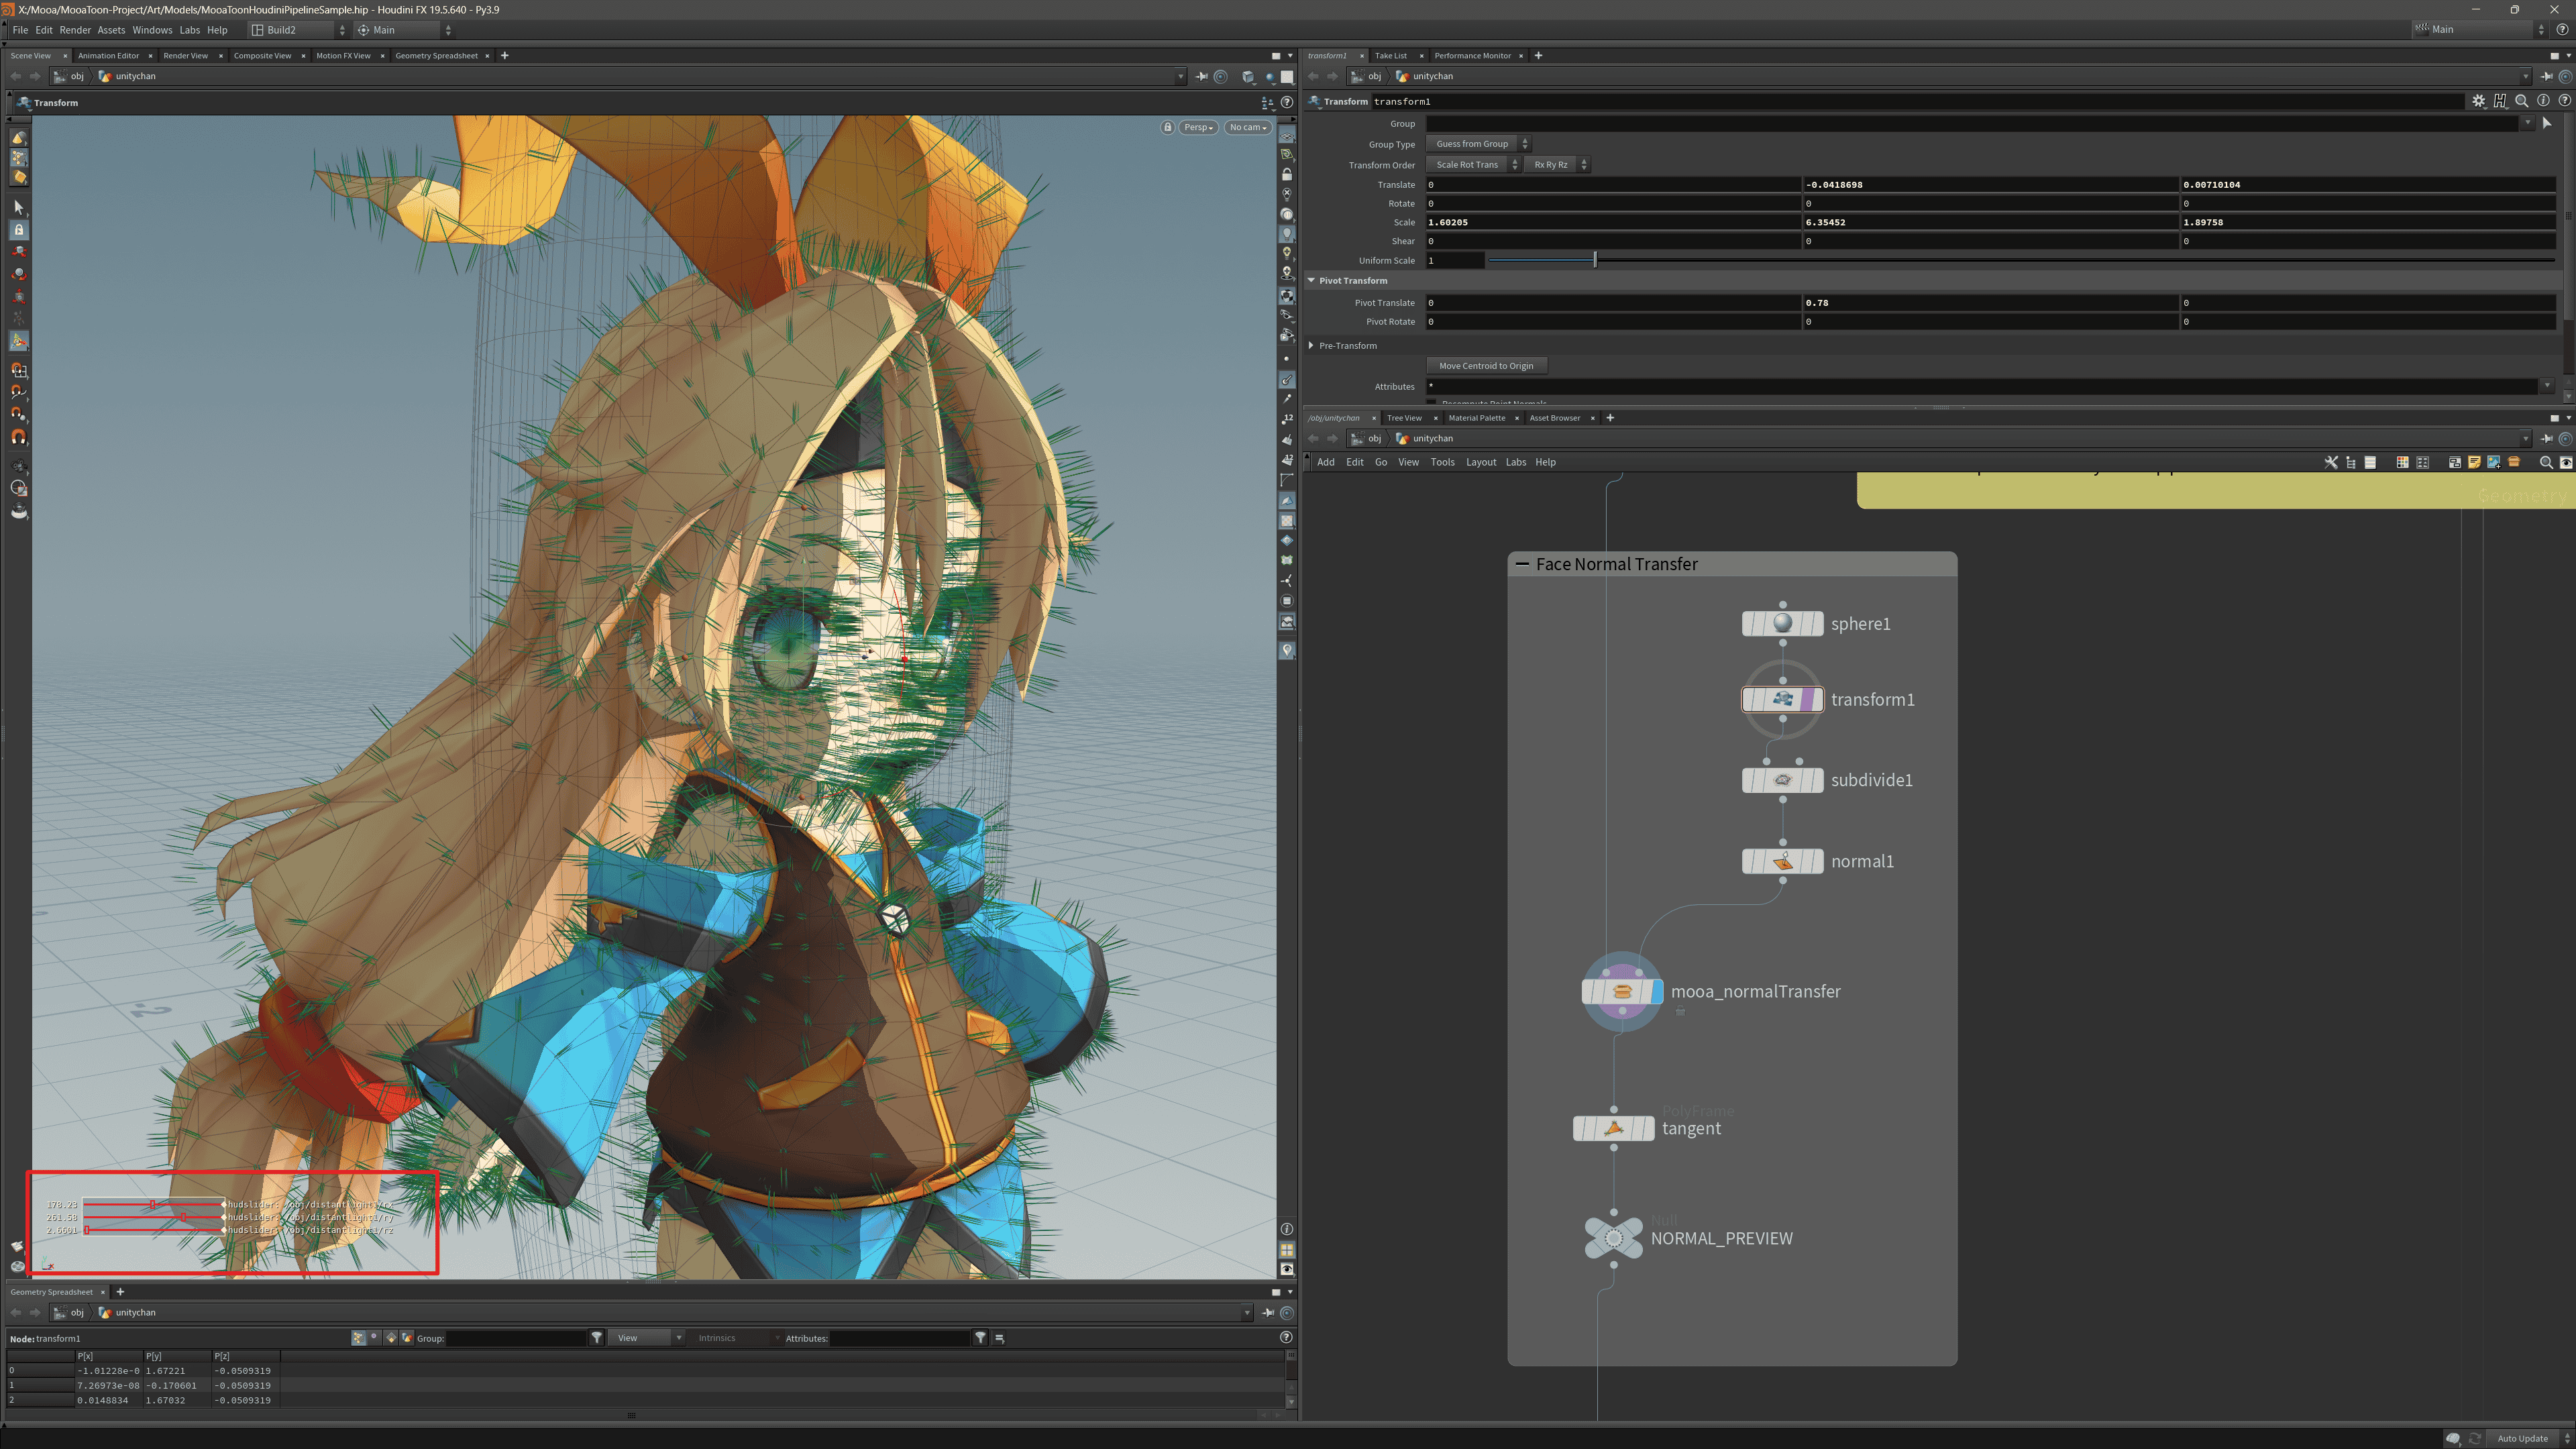 X:/Mooa/MooaToon-Project/Art/Models/MooaToonHoudiniPipelineSample.hip - Houdini FX 19.5.640 - Py3.9
File Edit Render Assets Windows Labs Help Build2 Main Main
Scene View Animation Editor Render View Composite View Motion FX View Geometry Spreadsheet
obj unitychan
Transform
Persp No cam
178.23 hudslider: /obj/distantlight1/rx
261.58 hudslider: /obj/distantlight1/ry
2.6601 hudslider: /obj/distantlight1/rz
Geometry Spreadsheet
obj unitychan
Node: transform1 Group: View Intrinsics Attributes:
P[x] P[y] P[z]
0 -1.01228e-0 1.67221 -0.0509319
1 7.26973e-08 -0.170601 -0.0509319
2 0.0148834 1.67032 -0.0509319
transform1 Take List Performance Monitor
obj unitychan
Transform transform1
Group
Group Type Guess from Group
Transform Order Scale Rot Trans Rx Ry Rz
Translate 0 -0.0418698 0.00710104
Rotate 0 0 0
Scale 1.60205 6.35452 1.89758
Shear 0 0 0
Uniform Scale 1
Pivot Transform
Pivot Translate 0 0.78 0
Pivot Rotate 0 0 0
Pre-Transform
Move Centroid to Origin
Attributes *
/obj/unitychan Tree View Material Palette Asset Browser
obj unitychan
Add Edit Go View Tools Layout Labs Help
Geometry
Face Normal Transfer
sphere1
transform1
subdivide1
normal1
mooa_normalTransfer
PolyFrame
tangent
Null
NORMAL_PREVIEW
Auto Update